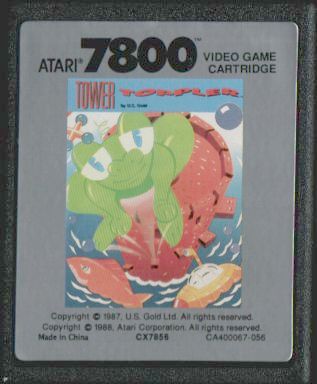 ATARI® 7800™ VIDEO GAME
CARTRIDGE
TOWER TOPPLER
by U.S. Gold
Copyright © 1987, U.S. Gold Ltd. All rights reserved.
Copyright © 1988, Atari Corporation. All rights reserved.
Made in China CX7856 CA400067-056